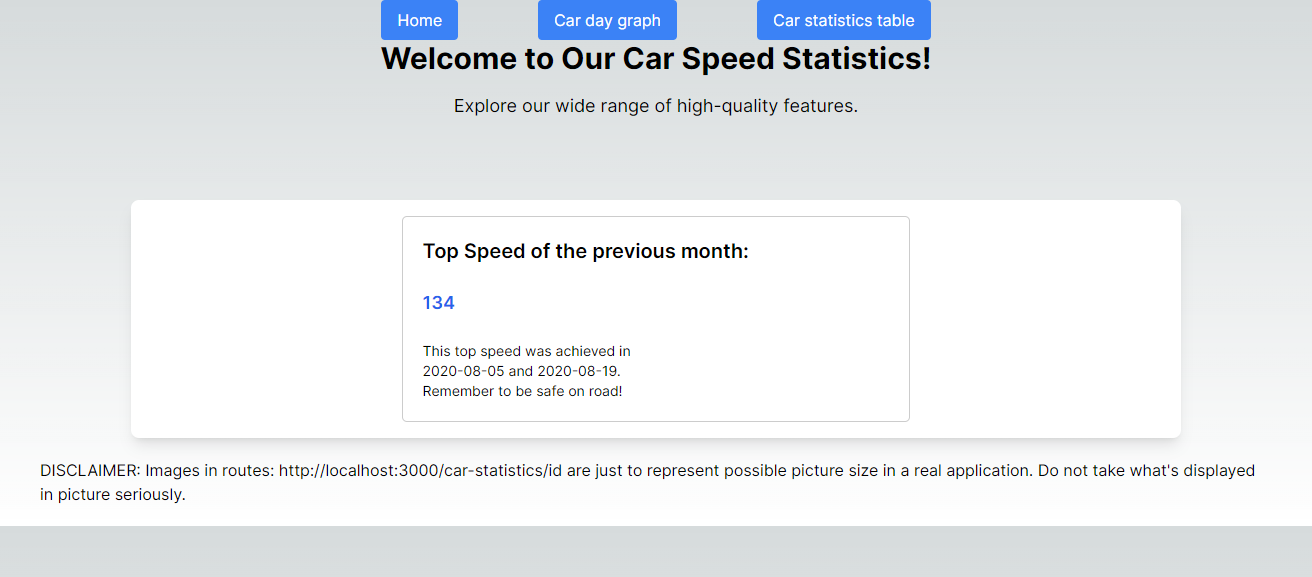 Home Car day graph Car statistics table
Welcome to Our Car Speed Statistics!
Explore our wide range of high-quality features.
Top Speed of the previous month:
134
This top speed was achieved in
2020-08-05 and 2020-08-19.
Remember to be safe on road!
DISCLAIMER: Images in routes: http://localhost:3000/car-statistics/id are just to represent possible picture size in a real application. Do not take what's displayed
in picture seriously.